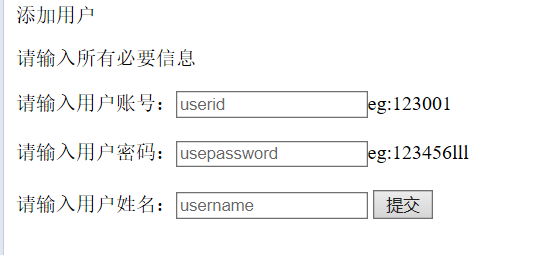 添加用户
请输入所有必要信息
请输入用户账号：userid eg:123001
请输入用户密码：usepassword eg:123456lll
请输入用户姓名：username 提交